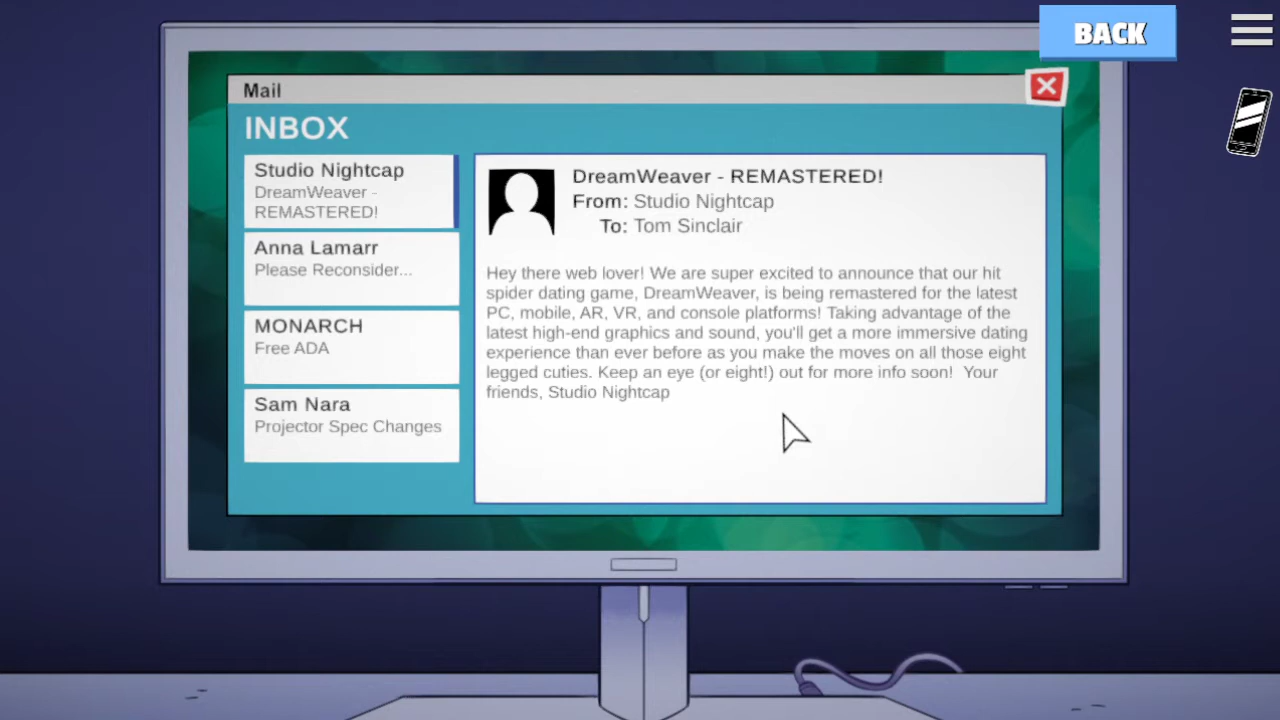 BACK
Mail
INBOX
Studio Nightcap
DreamWeaver -
REMASTERED!
Anna Lamarr
Please Reconsider...
MONARCH
Free ADA
Sam Nara
Projector Spec Changes
DreamWeaver - REMASTERED!
From: Studio Nightcap
To: Tom Sinclair
Hey there web lover! We are super excited to announce that our hit
spider dating game, DreamWeaver, is being remastered for the latest
PC, mobile, AR, VR, and console platforms! Taking advantage of the
latest high-end graphics and sound, you'll get a more immersive dating
experience than ever before as you make the moves on all those eight
legged cuties. Keep an eye (or eight!) out for more info soon!  Your
friends, Studio Nightcap